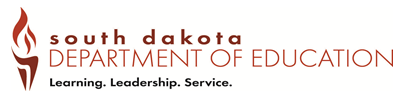 south dakota
DEPARTMENT OF EDUCATION
Learning. Leadership. Service.